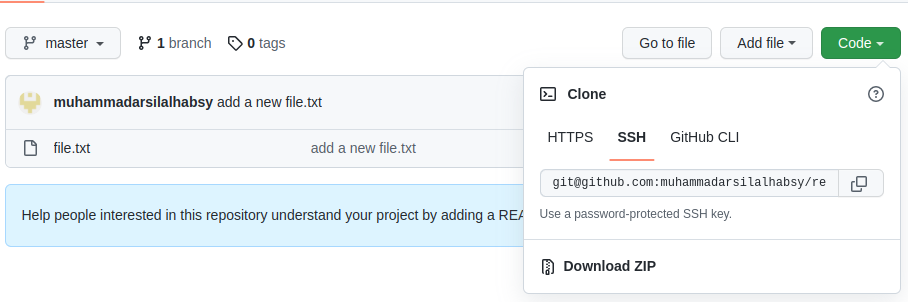 master
1 branch
0 tags
Go to file
Add file
Code
muhammadarsilalhabsy add a new file.txt
file.txt
add a new file.txt
Help people interested in this repository understand your project by adding a REA
Clone
HTTPS
SSH
GitHub CLI
git@github.com:muhammadarsilalhabsy/re
Use a password-protected SSH key.
Download ZIP